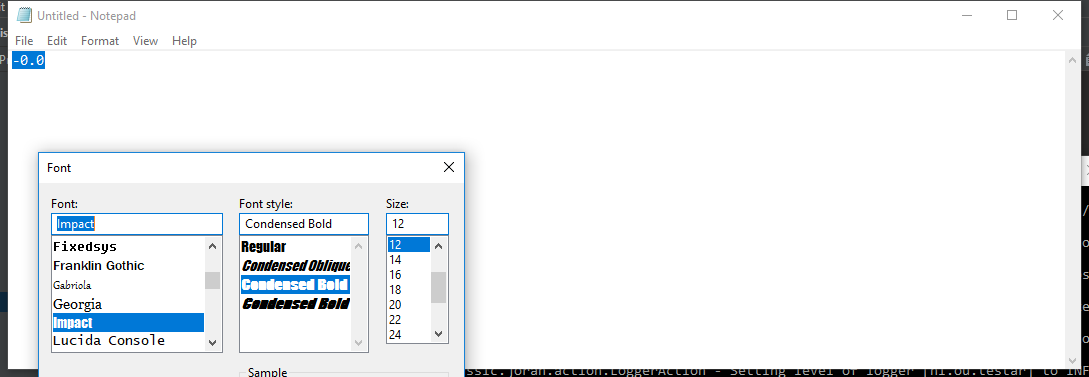 Untitled - Notepad
File Edit Format View Help
-0.0
Font
Font: Font style: Size:
Impact Condensed Bold 12
Fixedsys Regular 12
Franklin Gothic Condensed Oblique 14
Gabriola Condensed Bold 16
Georgia Condensed Bold 18
Impact 20
Lucida Console 22
24
Sample
ssic.joran.action.LoggerAction - Setting level of logger [nl.ou.testar] to INF